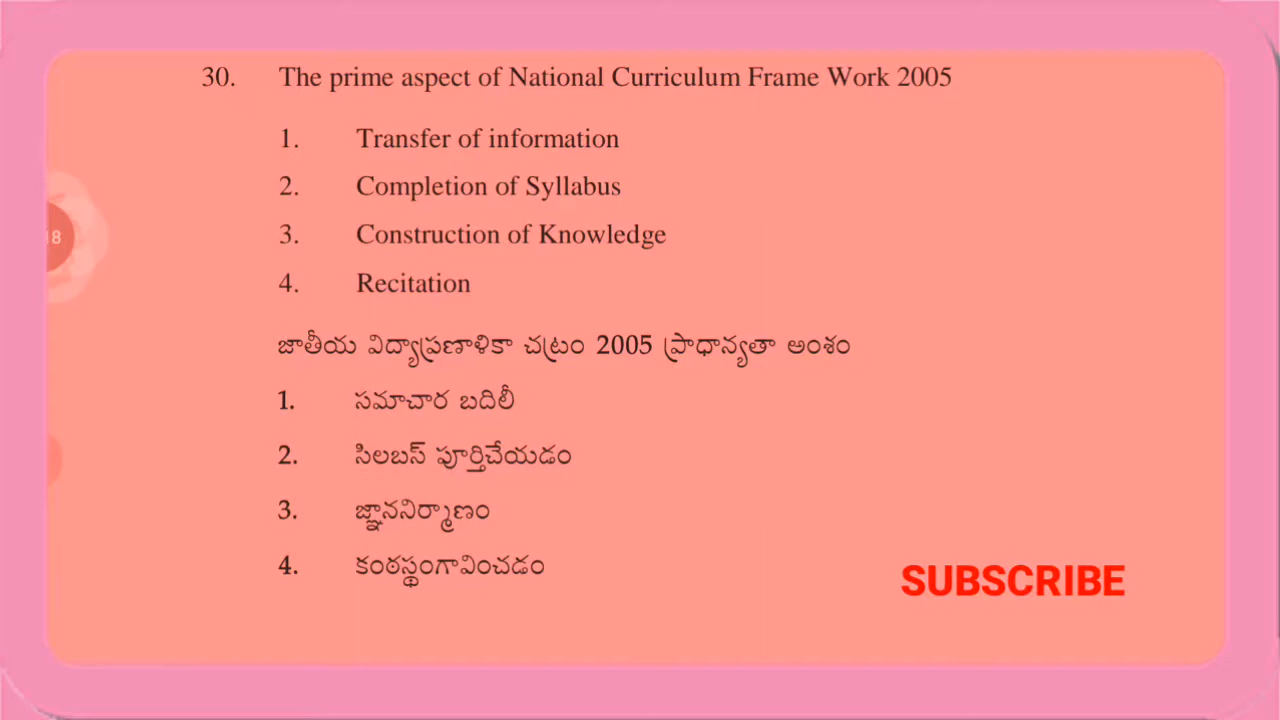 30. The prime aspect of National Curriculum Frame Work 2005
1. Transfer of information
2. Completion of Syllabus
3. Construction of Knowledge
4. Recitation
జాతీయ విద్యాప్రణాళికా చట్రం 2005 ప్రాధాన్యతా అంశం
1. సమాచార బదిలీ
2. సిలబస్ పూర్తిచేయడం
3. జ్ఞాననిర్మాణం
4. కంఠస్థంగావించడం
18
SUBSCRIBE